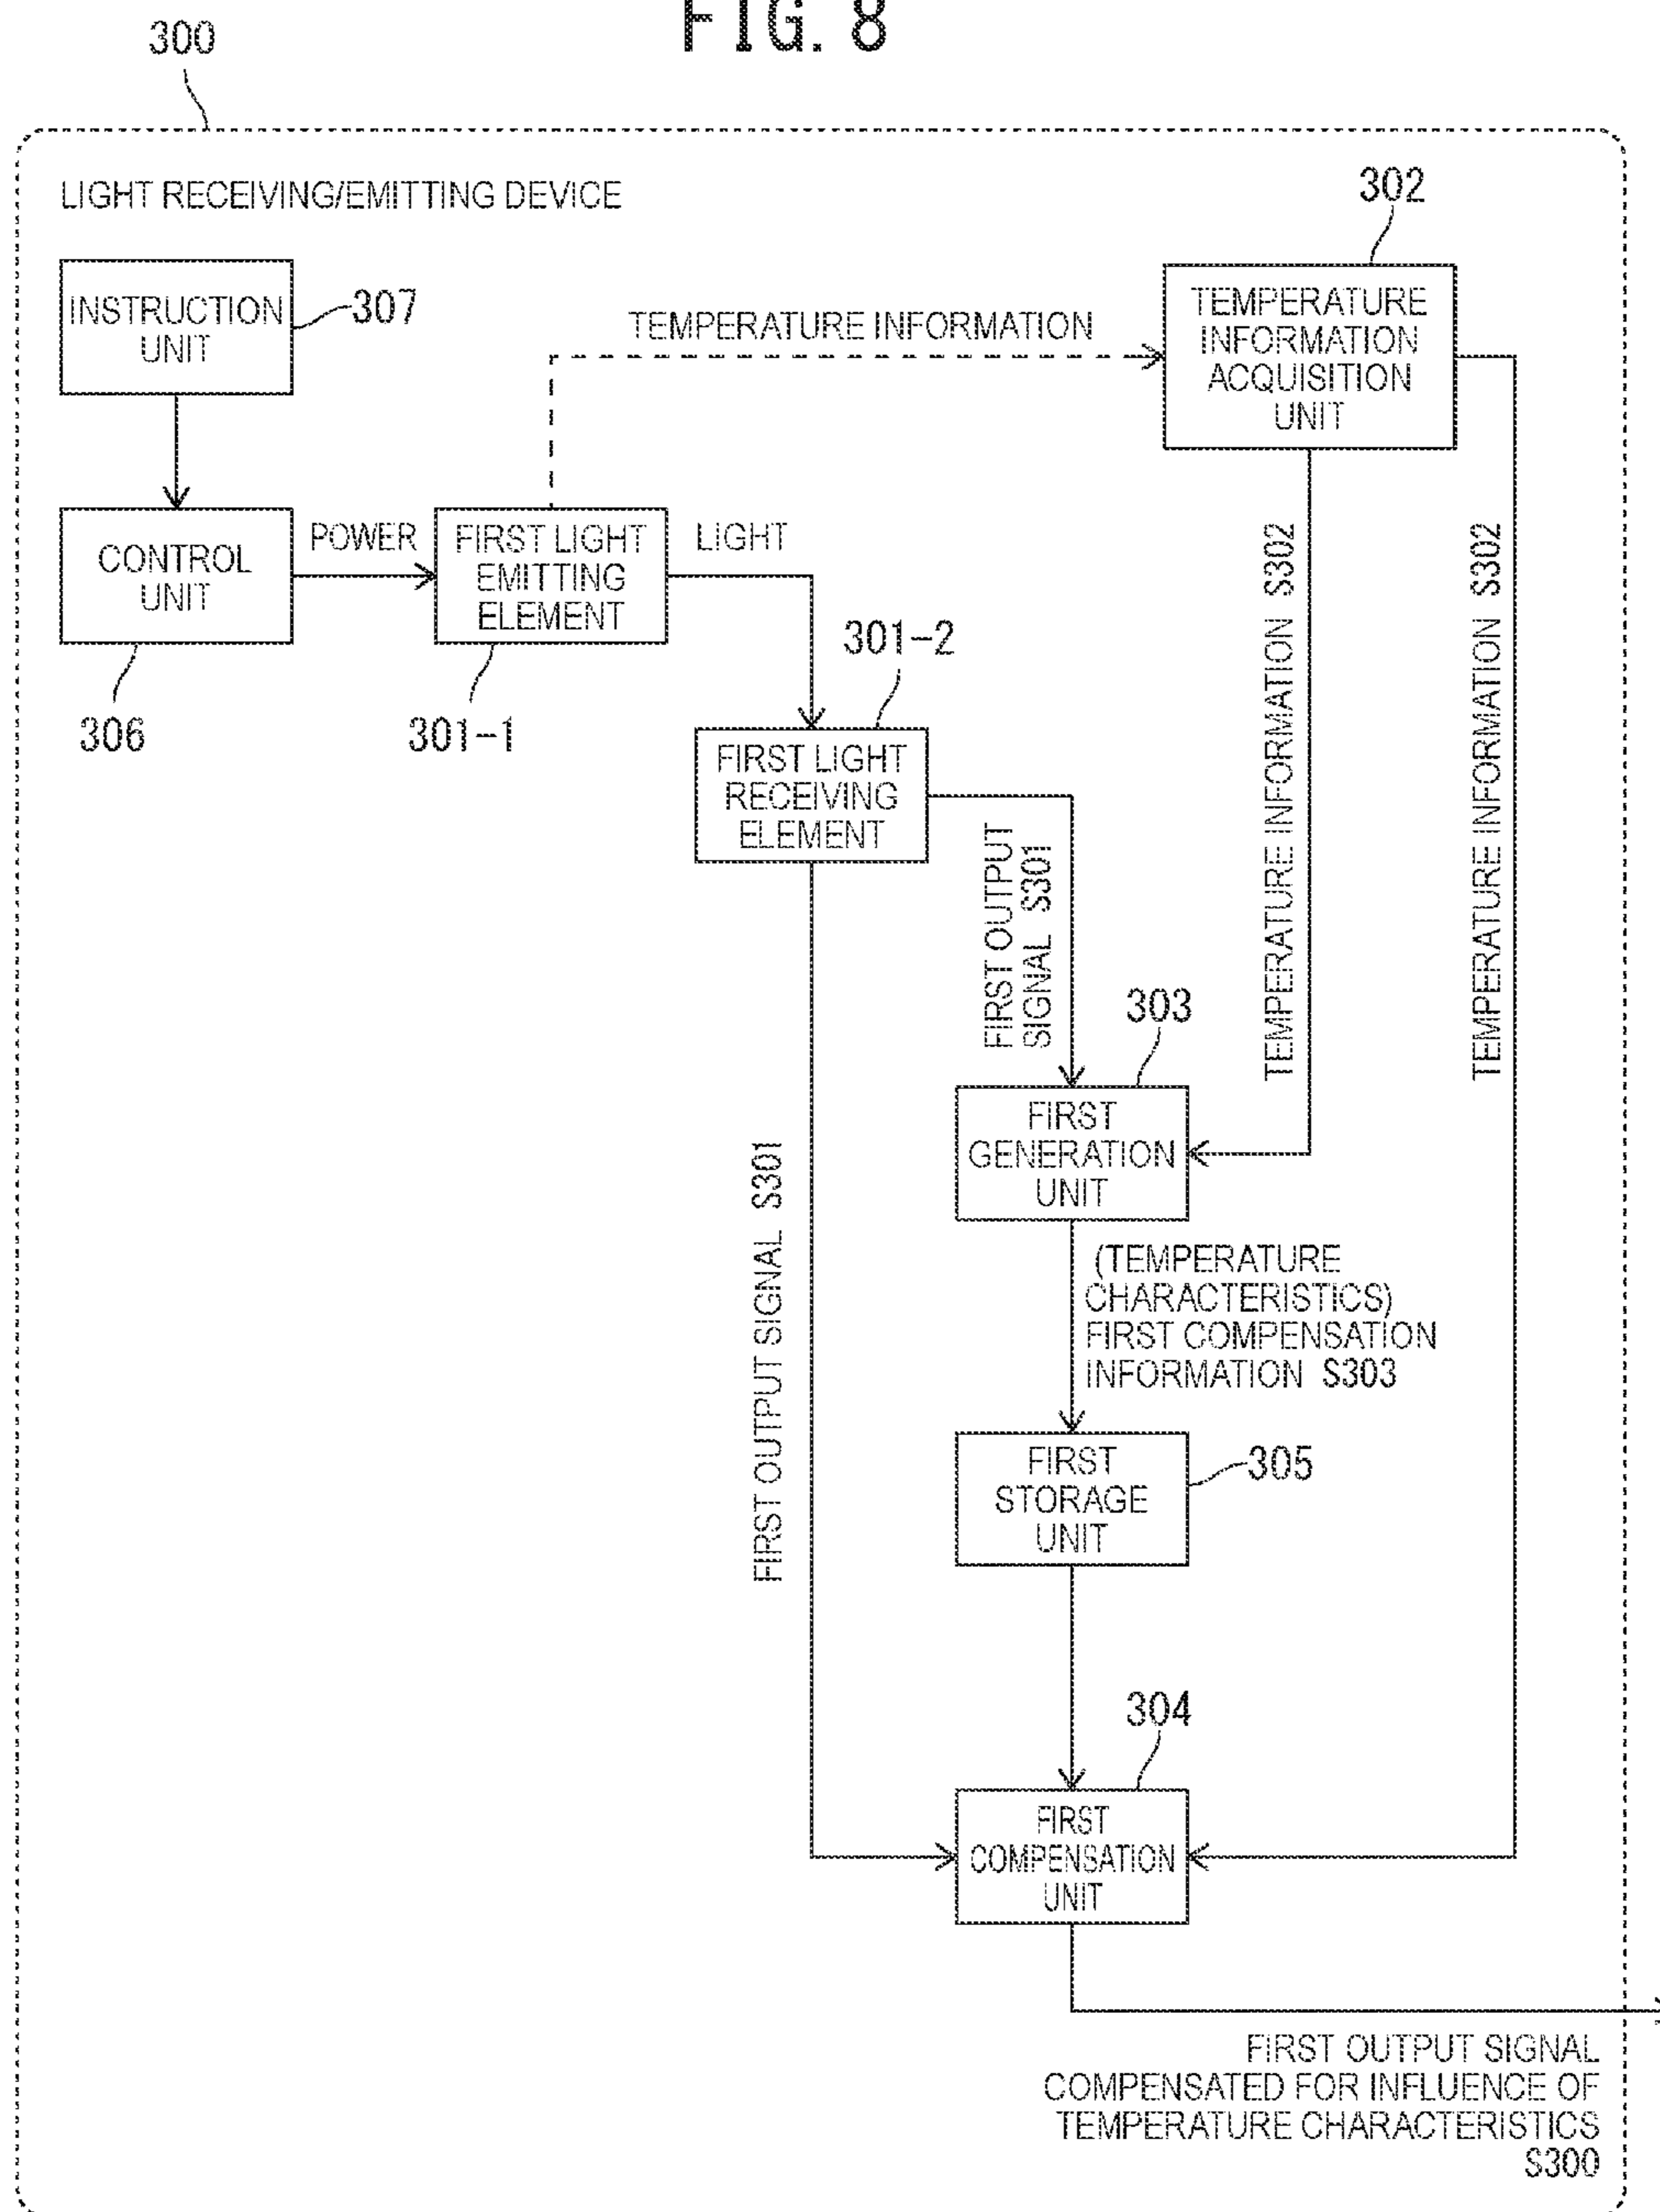 FIG. 8
300
LIGHT RECEIVING/EMITTING DEVICE
302
INSTRUCTION
UNIT
307
TEMPERATURE INFORMATION
TEMPERATURE
INFORMATION
ACQUISITION
UNIT
CONTROL
UNIT
POWER
FIRST LIGHT
EMITTING
ELEMENT
LIGHT
306
301-1
301-2
TEMPERATURE INFORMATION S302
TEMPERATURE INFORMATION S302
FIRST LIGHT
RECEIVING
ELEMENT
FIRST OUTPUT
SIGNAL S301
303
FIRST
GENERATION
UNIT
FIRST OUTPUT SIGNAL S301
(TEMPERATURE
CHARACTERISTICS)
FIRST COMPENSATION
INFORMATION S303
FIRST
STORAGE
UNIT
305
304
FIRST
COMPENSATION
UNIT
FIRST OUTPUT SIGNAL
COMPENSATED FOR INFLUENCE OF
TEMPERATURE CHARACTERISTICS
S300